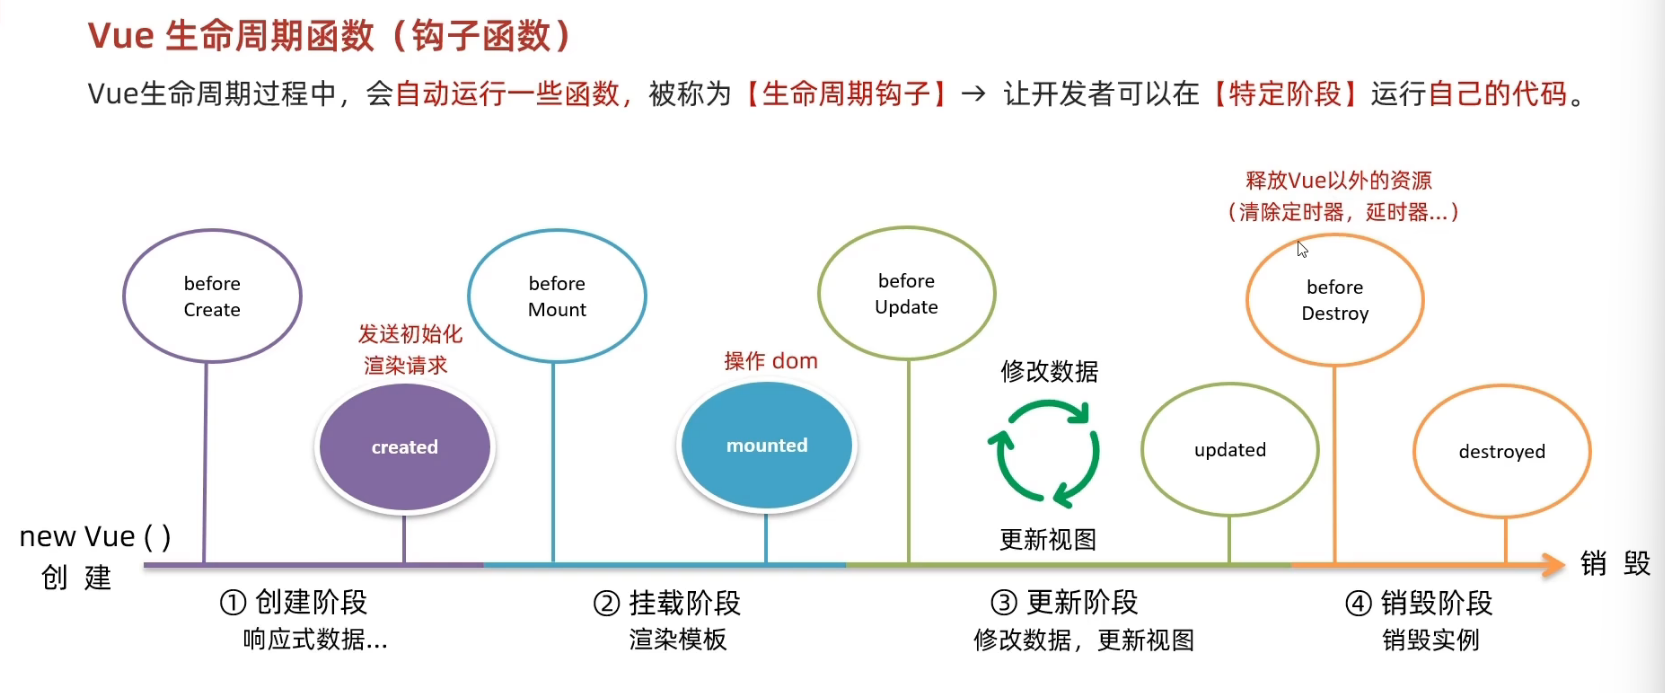 Vue 生命周期函数（钩子函数）
Vue生命周期过程中，会自动运行一些函数，被称为【生命周期钩子】→ 让开发者可以在【特定阶段】运行自己的代码。
释放Vue以外的资源
（清除定时器，延时器...）
before
Create
before
Mount
before
Update
before
Destroy
发送初始化
渲染请求
操作 dom
修改数据
created
mounted
updated
destroyed
更新视图
new Vue ( )
创 建
销 毁
① 创建阶段
响应式数据...
② 挂载阶段
渲染模板
③ 更新阶段
修改数据，更新视图
④ 销毁阶段
销毁实例